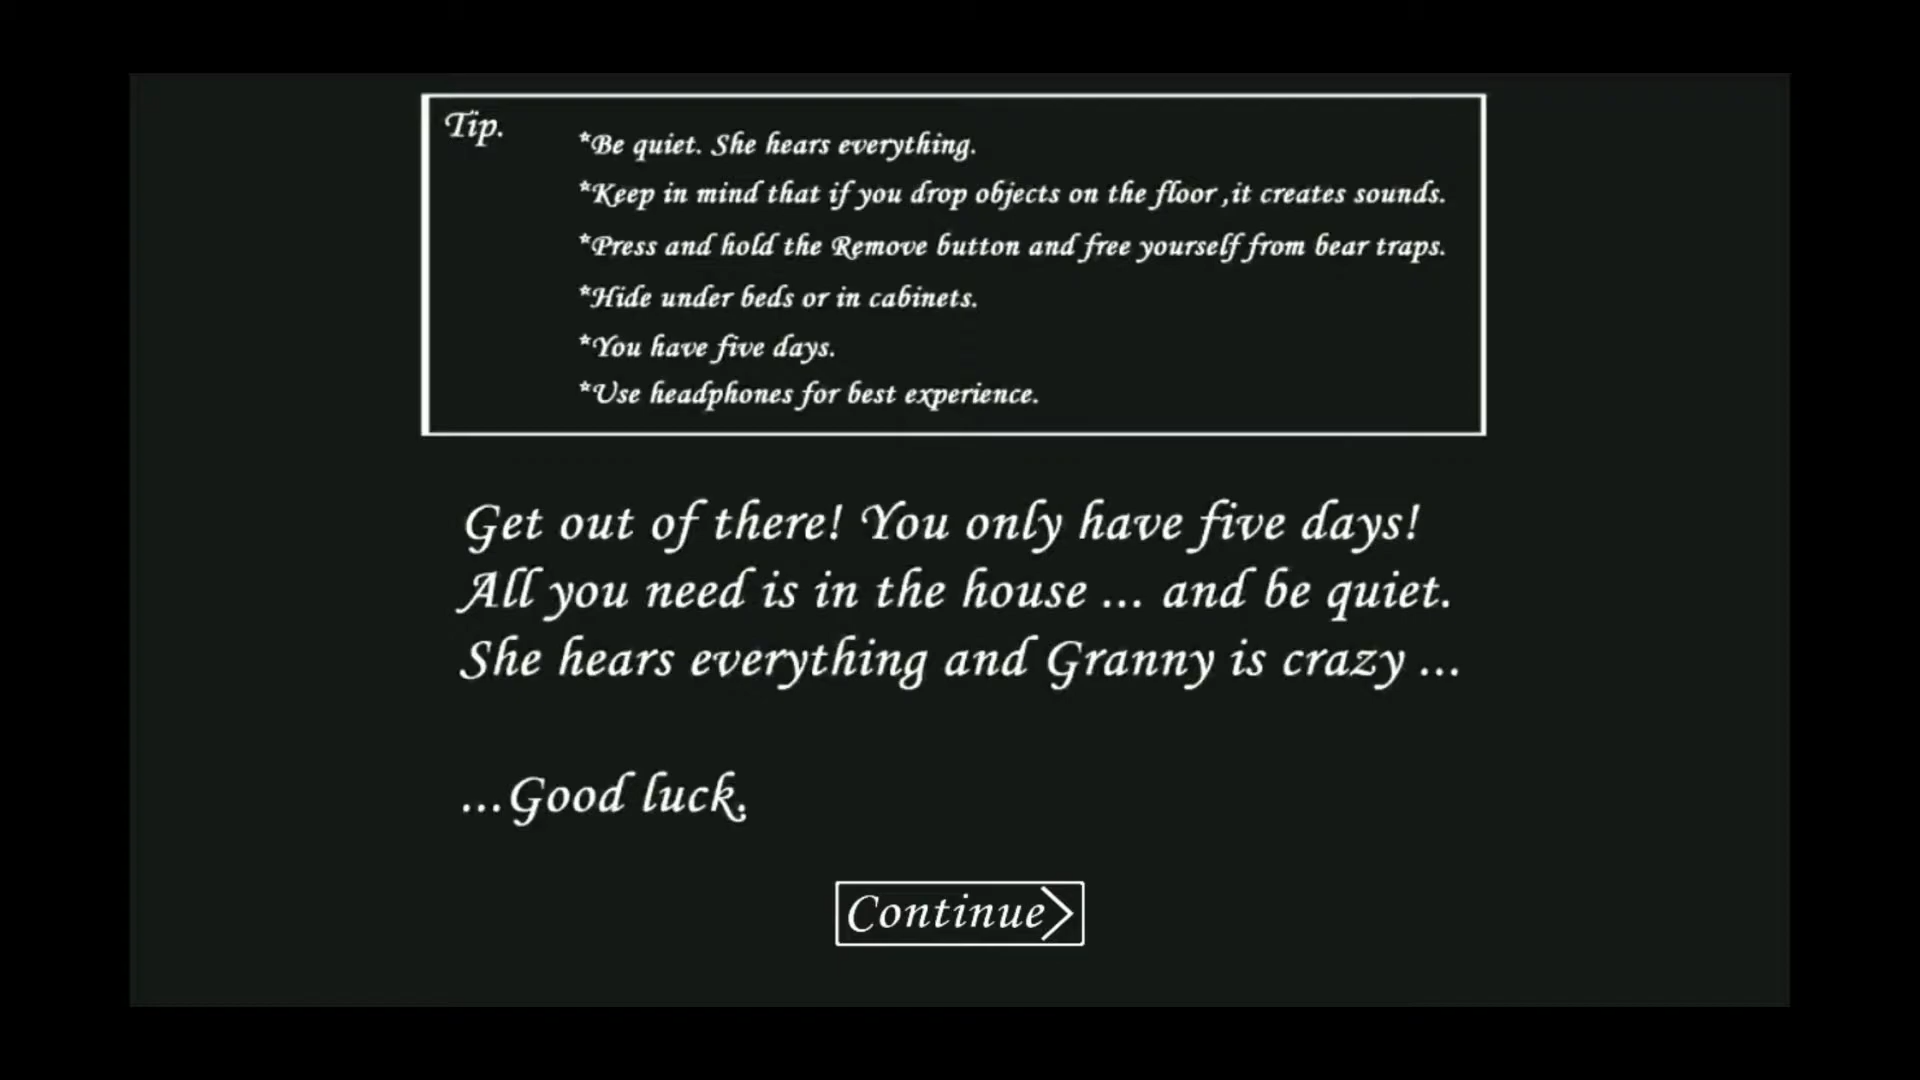 Tip.
*Be quiet. She hears everything.
*Keep in mind that if you drop objects on the floor ,it creates sounds.
*Press and hold the Remove button and free yourself from bear traps.
*Hide under beds or in cabinets.
*You have five days.
*Use headphones for best experience.
Get out of there! You only have five days!
All you need is in the house ... and be quiet.
She hears everything and Granny is crazy ...
...Good luck.
Continue>